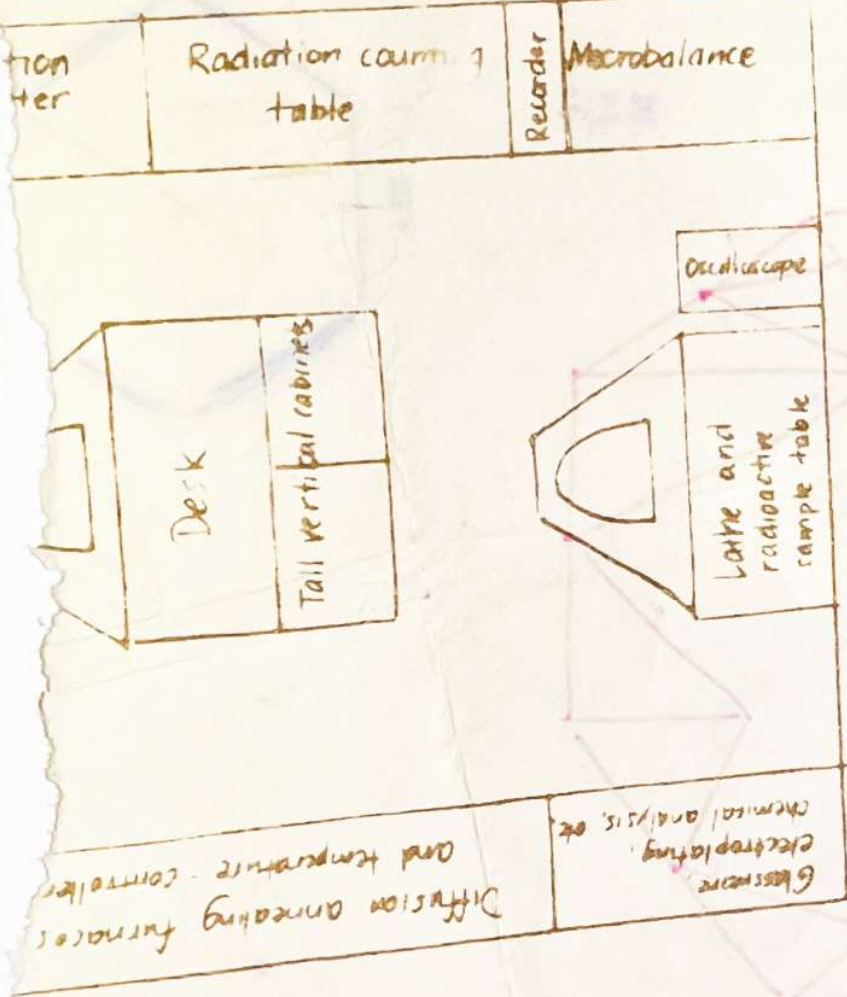 tion
ter
Radiation
table
Recorder
Microbalance
Oscilloscope
Desk
Tall vertical cabinets
Lathe and
radioactive
sample table
Diffusion annealing furnaces
and temperature - controller
Glassware
electroplating,
chemical analysis, etc